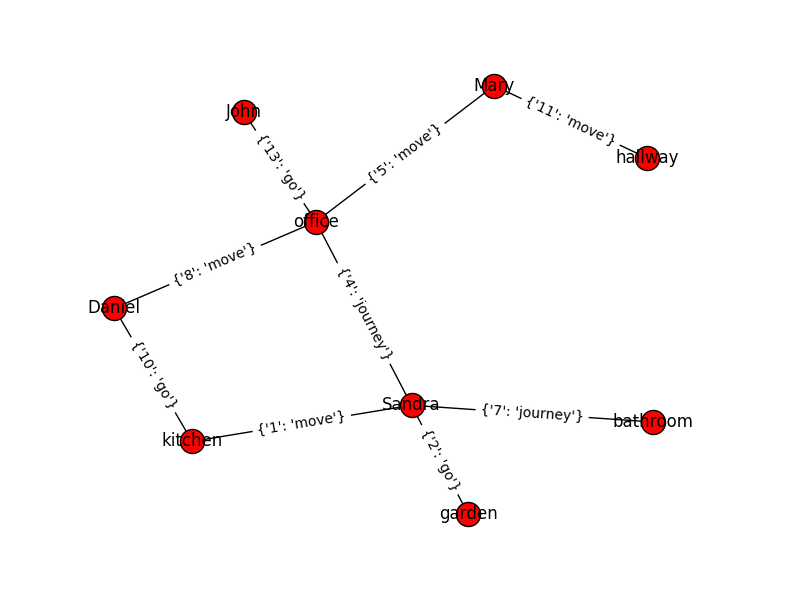 Mary
John
{'11': 'move'}
{'5': 'move'}
hallway
{'13': 'go'}
office
{'8': 'move'}
Daniel
{'4': 'journey'}
{'10': 'go'}
Sandra
{'7': 'journey'}
bathroom
{'1': 'move'}
kitchen
{'2': 'go'}
garden